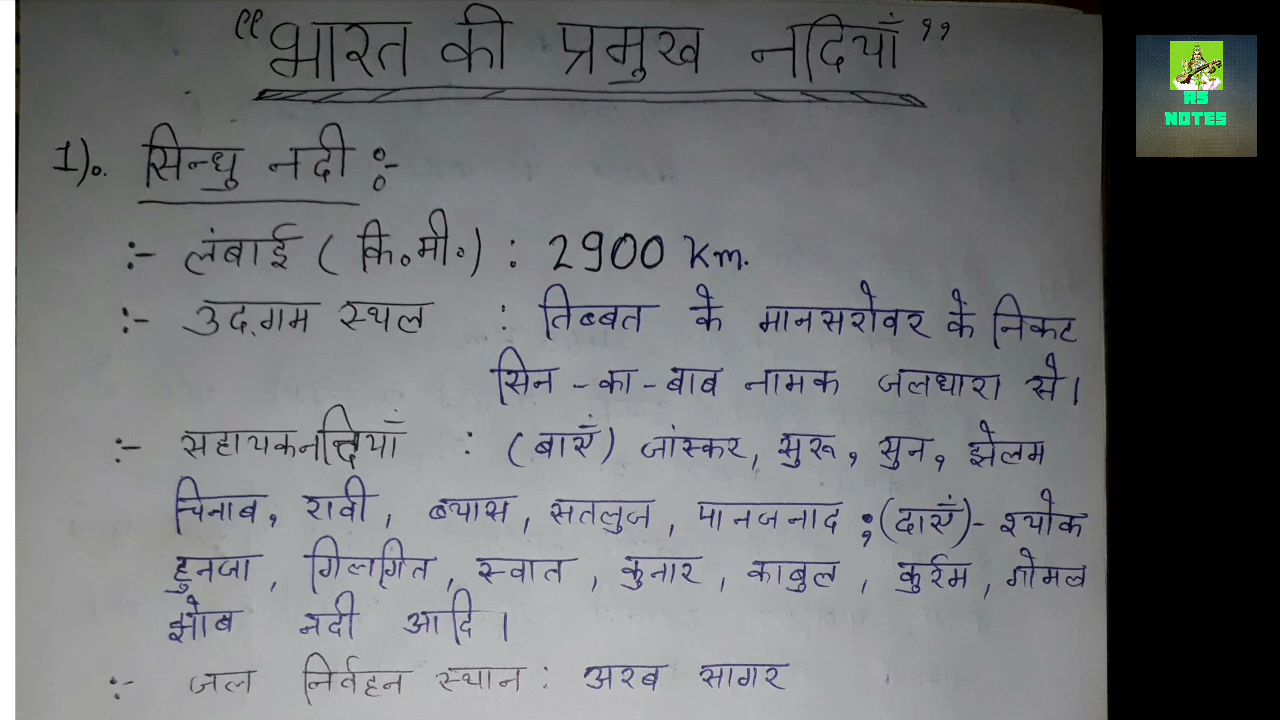 "भारत की प्रमुख नदियाँ"
RS
NOTES
1). सिन्धु नदी :-
:- लंबाई ( कि.मी.) : 2900 Km.
:- उद्.गम स्थल : तिब्बत के मानसरोवर के निकट
सिन - का - बाब नामक जलधारा से।
:- सहायकनदियाँ : (बाएँ) जांस्कर, सुरू, सुन, झेलम
चिनाब, रावी, ब्यास, सतलुज, पानजनाद ;(दाएँ)- श्योक
हुनजा, गिलगित, स्वात, कुनार, काबुल, कुर्रम, गोमल
झोब नदी आदि।
:- जल निर्वहन स्थान : अरब सागर